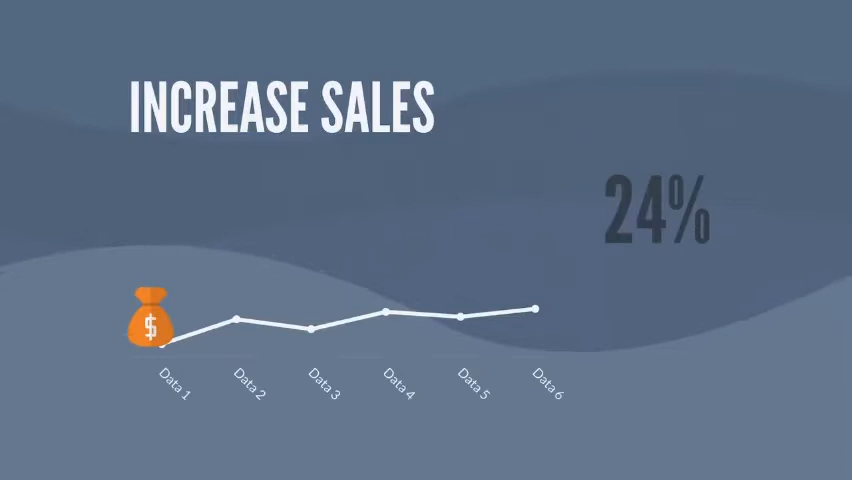 INCREASE SALES
24%
$
Data 1
Data 2
Data 3
Data 4
Data 5
Data 6